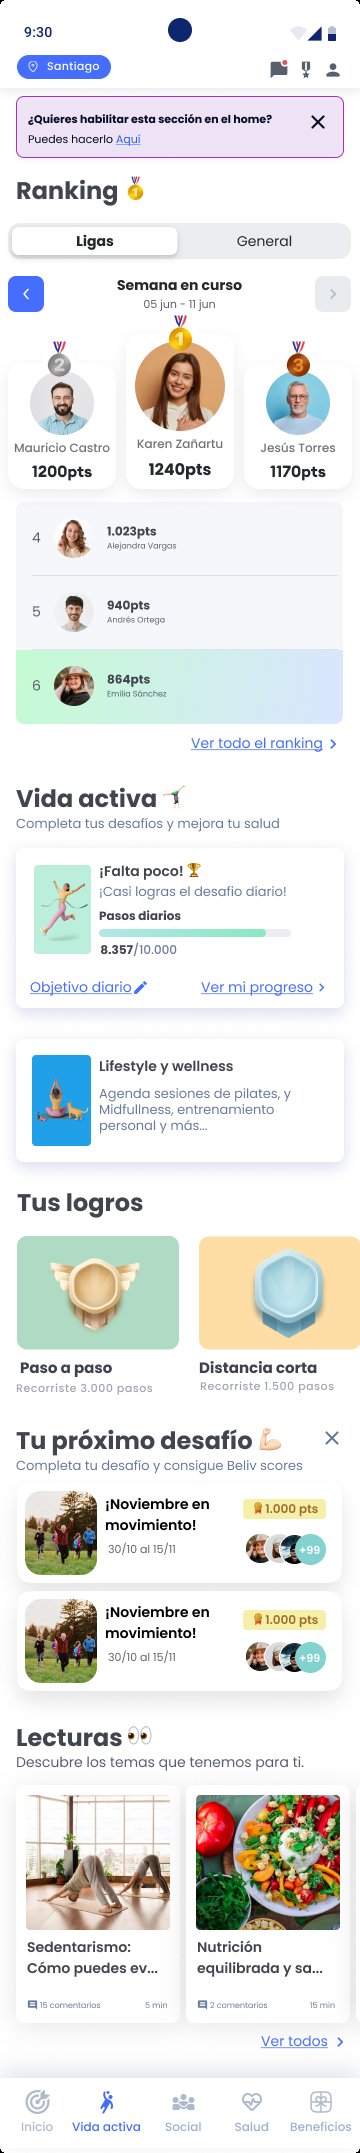 9:30
Santiago
¿Quieres habilitar esta sección en el home?
Puedes hacerlo Aquí
Ranking
1
Ligas
General
Semana en curso
05 jun - 11 jun
2
Mauricio Castro
1200pts
1
Karen Zañartu
1240pts
3
Jesús Torres
1170pts
4
1.023pts
Alejandra Vargas
5
940pts
Andrés Ortega
6
864pts
Emilia Sánchez
Ver todo el ranking
Vida activa
Completa tus desafíos y mejora tu salud
¡Falta poco!
¡Casi logras el desafio diario!
Pasos diarios
8.357/10.000
Objetivo diario
Ver mi progreso
Lifestyle y wellness
Agenda sesiones de pilates, y
Midfullness, entrenamiento
personal y más...
Tus logros
Paso a paso
Recorriste 3.000 pasos
Distancia corta
Recorriste 1.500 pasos
Tu próximo desafío
Completa tu desafío y consigue Beliv scores
¡Noviembre en
movimiento!
30/10 al 15/11
1.000 pts
+99
¡Noviembre en
movimiento!
30/10 al 15/11
1.000 pts
+99
Lecturas
Descubre los temas que tenemos para ti.
Sedentarismo:
Cómo puedes ev...
15 comentarios
5 min
Nutrición
equilibrada y sa...
2 comentarios
15 min
Ver todos
Inicio
Vida activa
Social
Salud
Beneficios